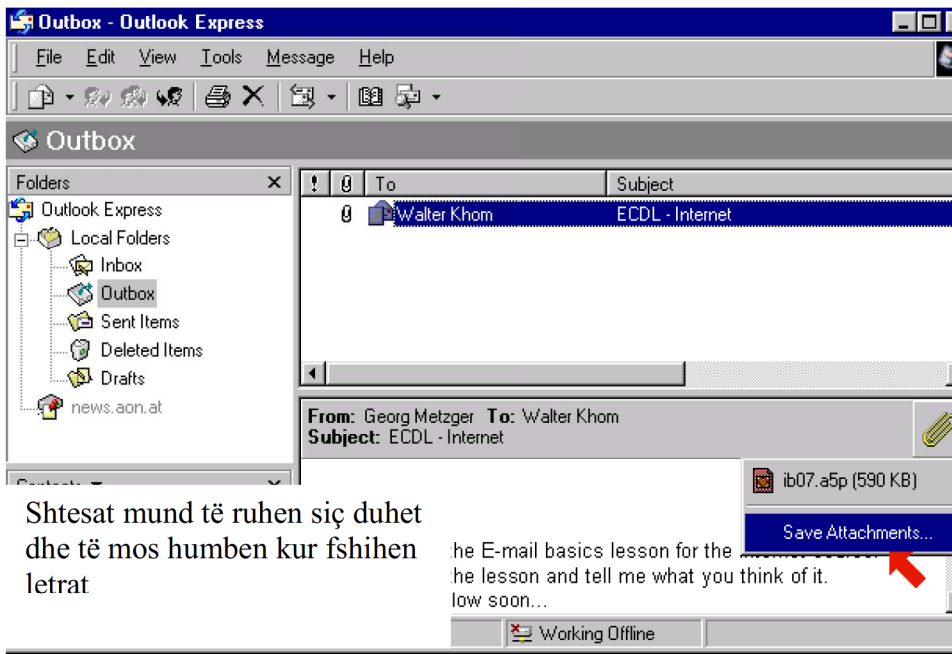 Outbox - Outlook Express
File Edit View Tools Message Help
Outbox
Folders
! To Subject
Outlook Express
Walter Khom ECDL - Internet
Local Folders
Inbox
Outbox
Sent Items
Deleted Items
Drafts
news.aon.at
From: Georg Metzger To: Walter Khom
Subject: ECDL - Internet
ib07.a5p (590 KB)
Save Attachments...
Shtesat mund të ruhen siç duhet
dhe të mos humben kur fshihen
letrat
he E-mail basics lesson for the
he lesson and tell me what you think of it.
low soon...
Working Offline